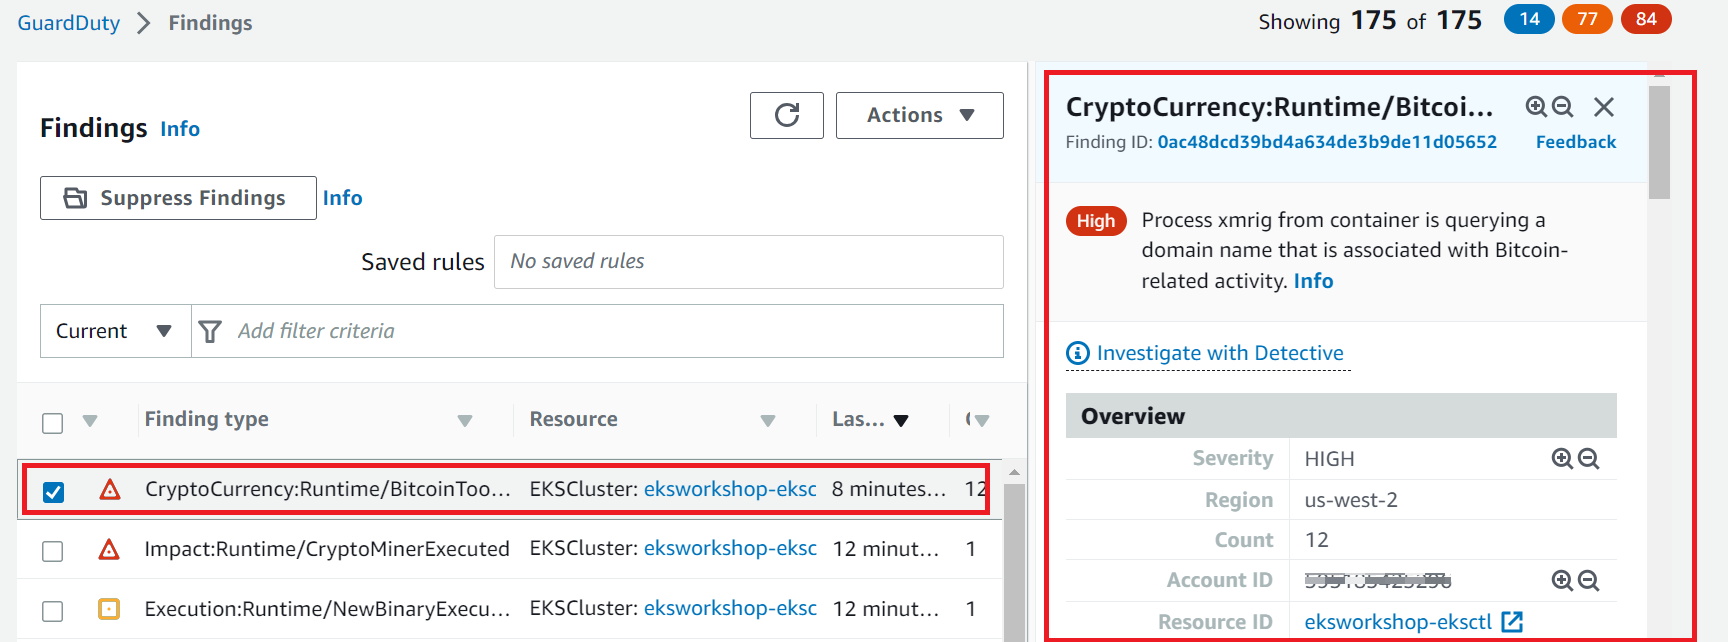 GuardDuty > Findings
Showing 175 of 175 14 77 84
Findings Info
Actions
Suppress Findings Info
Saved rules No saved rules
Current Add filter criteria
Finding type Resource Las...
CryptoCurrency:Runtime/BitcoinToo... EKSCluster: eksworkshop-eksc 8 minutes... 12
Impact:Runtime/CryptoMinerExecuted EKSCluster: eksworkshop-eksc 12 minut... 1
Execution:Runtime/NewBinaryExecu... EKSCluster: eksworkshop-eksc 12 minut... 1
CryptoCurrency:Runtime/Bitcoi...
Finding ID: 0ac48dcd39bd4a634de3b9de11d05652 Feedback
High
Process xmrig from container is querying a
domain name that is associated with Bitcoin-
related activity. Info
Investigate with Detective
Overview
Severity HIGH
Region us-west-2
Count 12
Account ID
Resource ID eksworkshop-eksctl